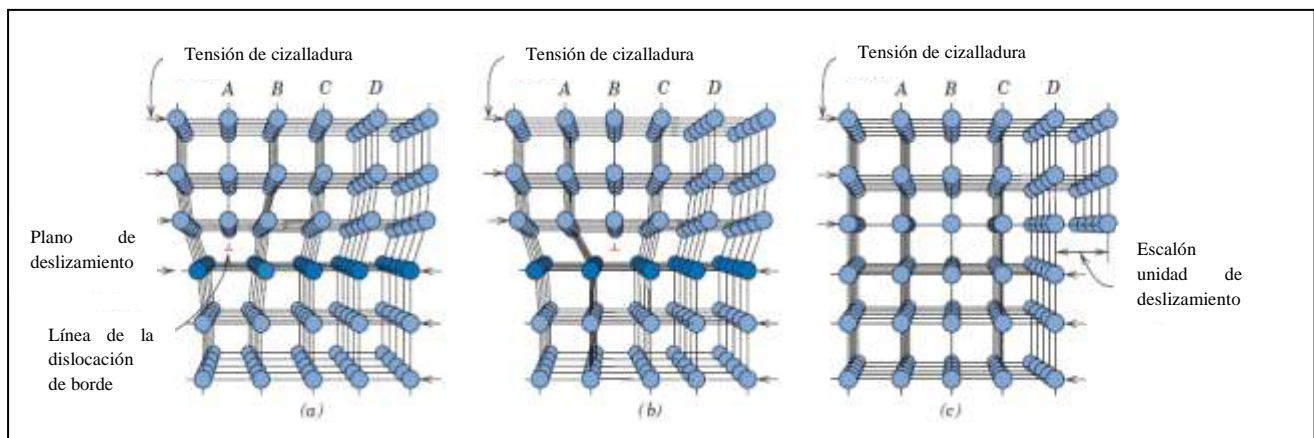 Tensión de cizalladura
Tensión de cizalladura
Tensión de cizalladura
A B C D
A B C D
A B C D
Plano de
deslizamiento
Línea de la
dislocación
de borde
Escalón
unidad de
deslizamiento
(a)
(b)
(c)